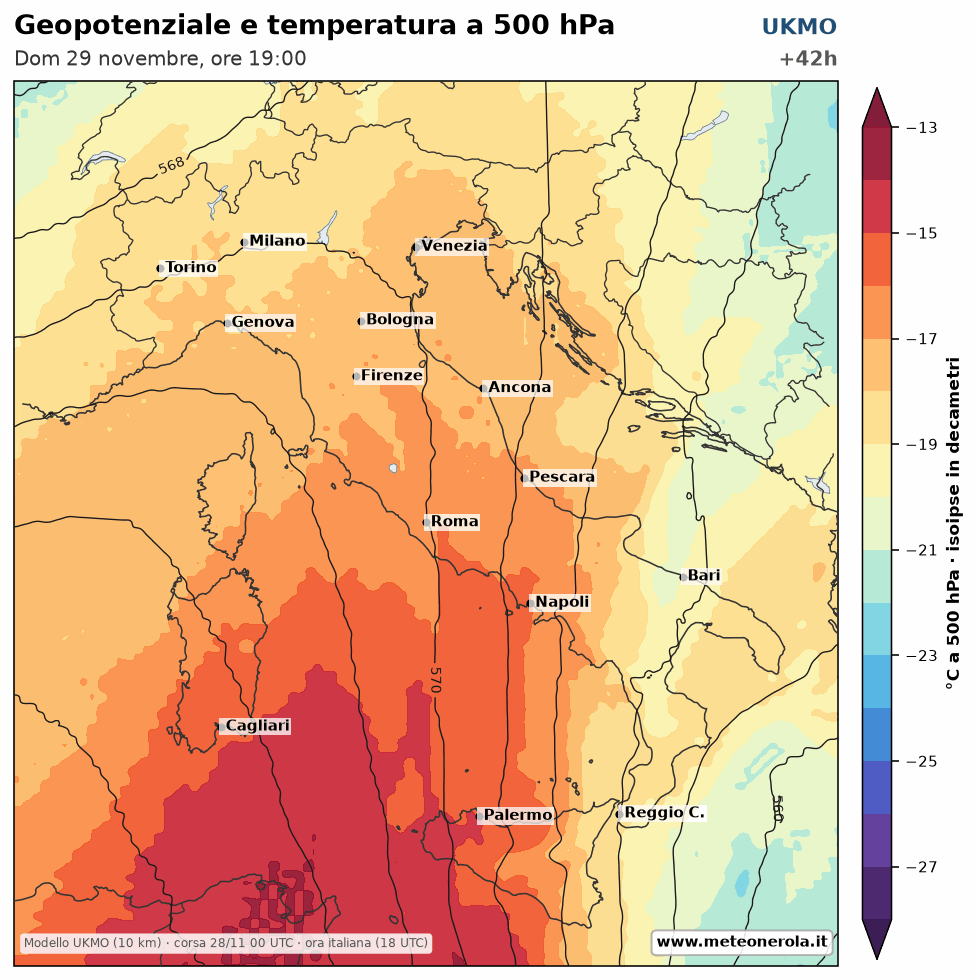 Geopotenziale e temperatura a 500 hPa
UKMO
Dom 29 novembre, ore 19:00
+42h
568
Milano
Venezia
Torino
Genova
Bologna
Firenze
Ancona
Pescara
Roma
Bari
Napoli
570
Cagliari
Palermo
Reggio C.
560
Modello UKMO (10 km) · corsa 28/11 00 UTC · ora italiana (18 UTC)
www.meteonerola.it
−13
−15
−17
−19
−21
−23
−25
−27
°C a 500 hPa · isoipse in decametri